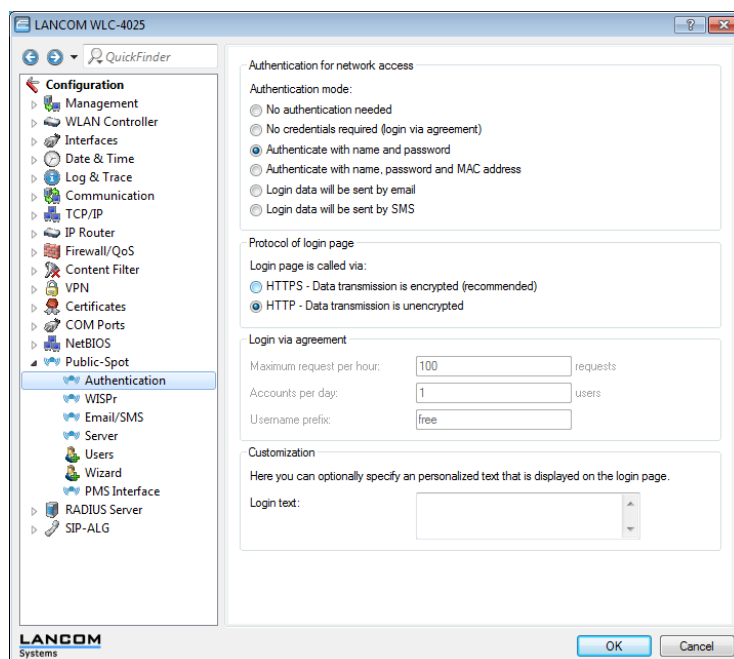 LANCOM WLC-4025
QuickFinder
Configuration
Management
WLAN Controller
Interfaces
Date & Time
Log & Trace
Communication
TCP/IP
IP Router
Firewall/QoS
Content Filter
VPN
Certificates
COM Ports
NetBIOS
Public-Spot
Authentication
WISPr
Email/SMS
Server
Users
Wizard
PMS Interface
RADIUS Server
SIP-ALG
Authentication for network access
Authentication mode:
No authentication needed
No credentials required (login via agreement)
Authenticate with name and password
Authenticate with name, password and MAC address
Login data will be sent by email
Login data will be sent by SMS
Protocol of login page
Login page is called via:
HTTPS - Data transmission is encrypted (recommended)
HTTP - Data transmission is unencrypted
Login via agreement
Maximum request per hour: 100 requests
Accounts per day: 1 users
Username prefix: free
Customization
Here you can optionally specify an personalized text that is displayed on the login page.
Login text:
LANCOM
Systems
OK Cancel